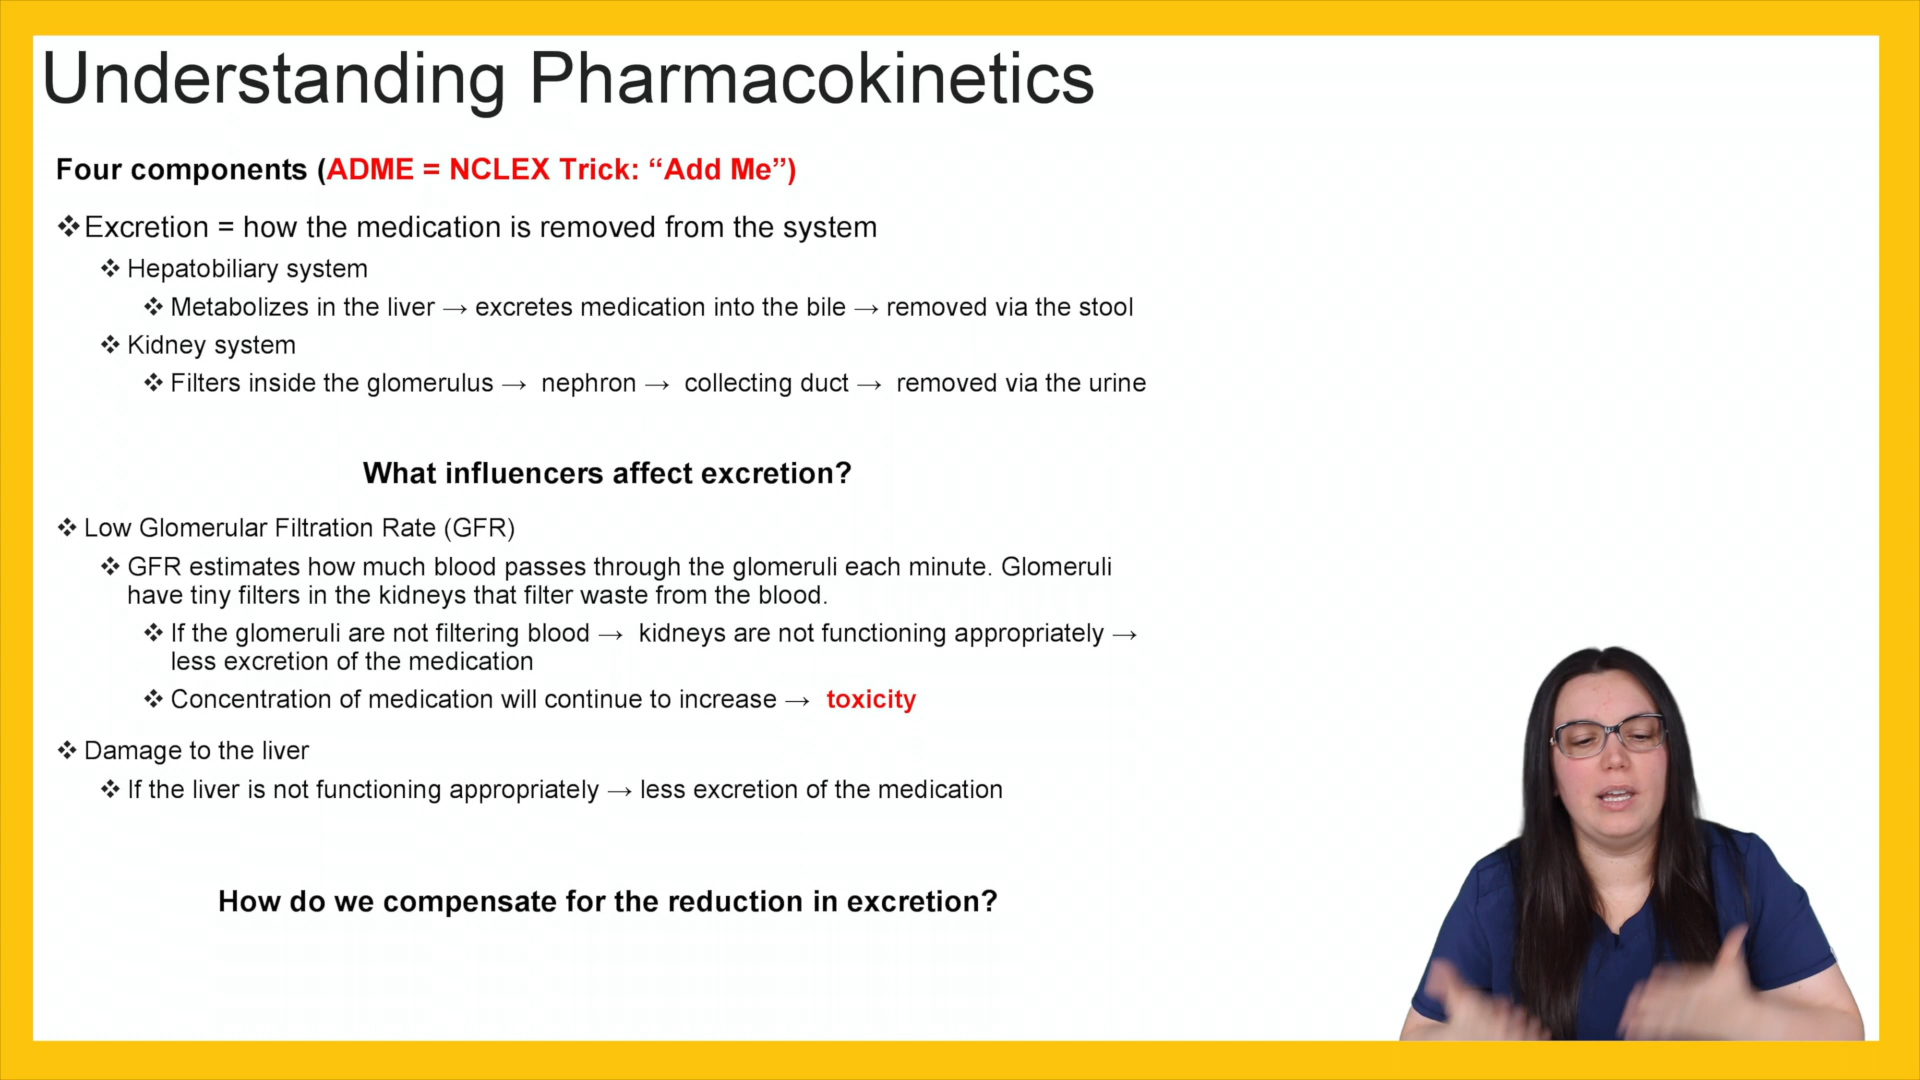 Understanding Pharmacokinetics
Four components (ADME = NCLEX Trick: “Add Me”)
❖Excretion = how the medication is removed from the system
❖ Hepatobiliary system
❖ Metabolizes in the liver → excretes medication into the bile → removed via the stool
❖ Kidney system
❖ Filters inside the glomerulus → nephron → collecting duct → removed via the urine
What influencers affect excretion?
❖ Low Glomerular Filtration Rate (GFR)
❖ GFR estimates how much blood passes through the glomeruli each minute. Glomeruli
have tiny filters in the kidneys that filter waste from the blood.
❖ If the glomeruli are not filtering blood → kidneys are not functioning appropriately →
less excretion of the medication
❖ Concentration of medication will continue to increase → toxicity
❖ Damage to the liver
❖ If the liver is not functioning appropriately → less excretion of the medication
How do we compensate for the reduction in excretion?